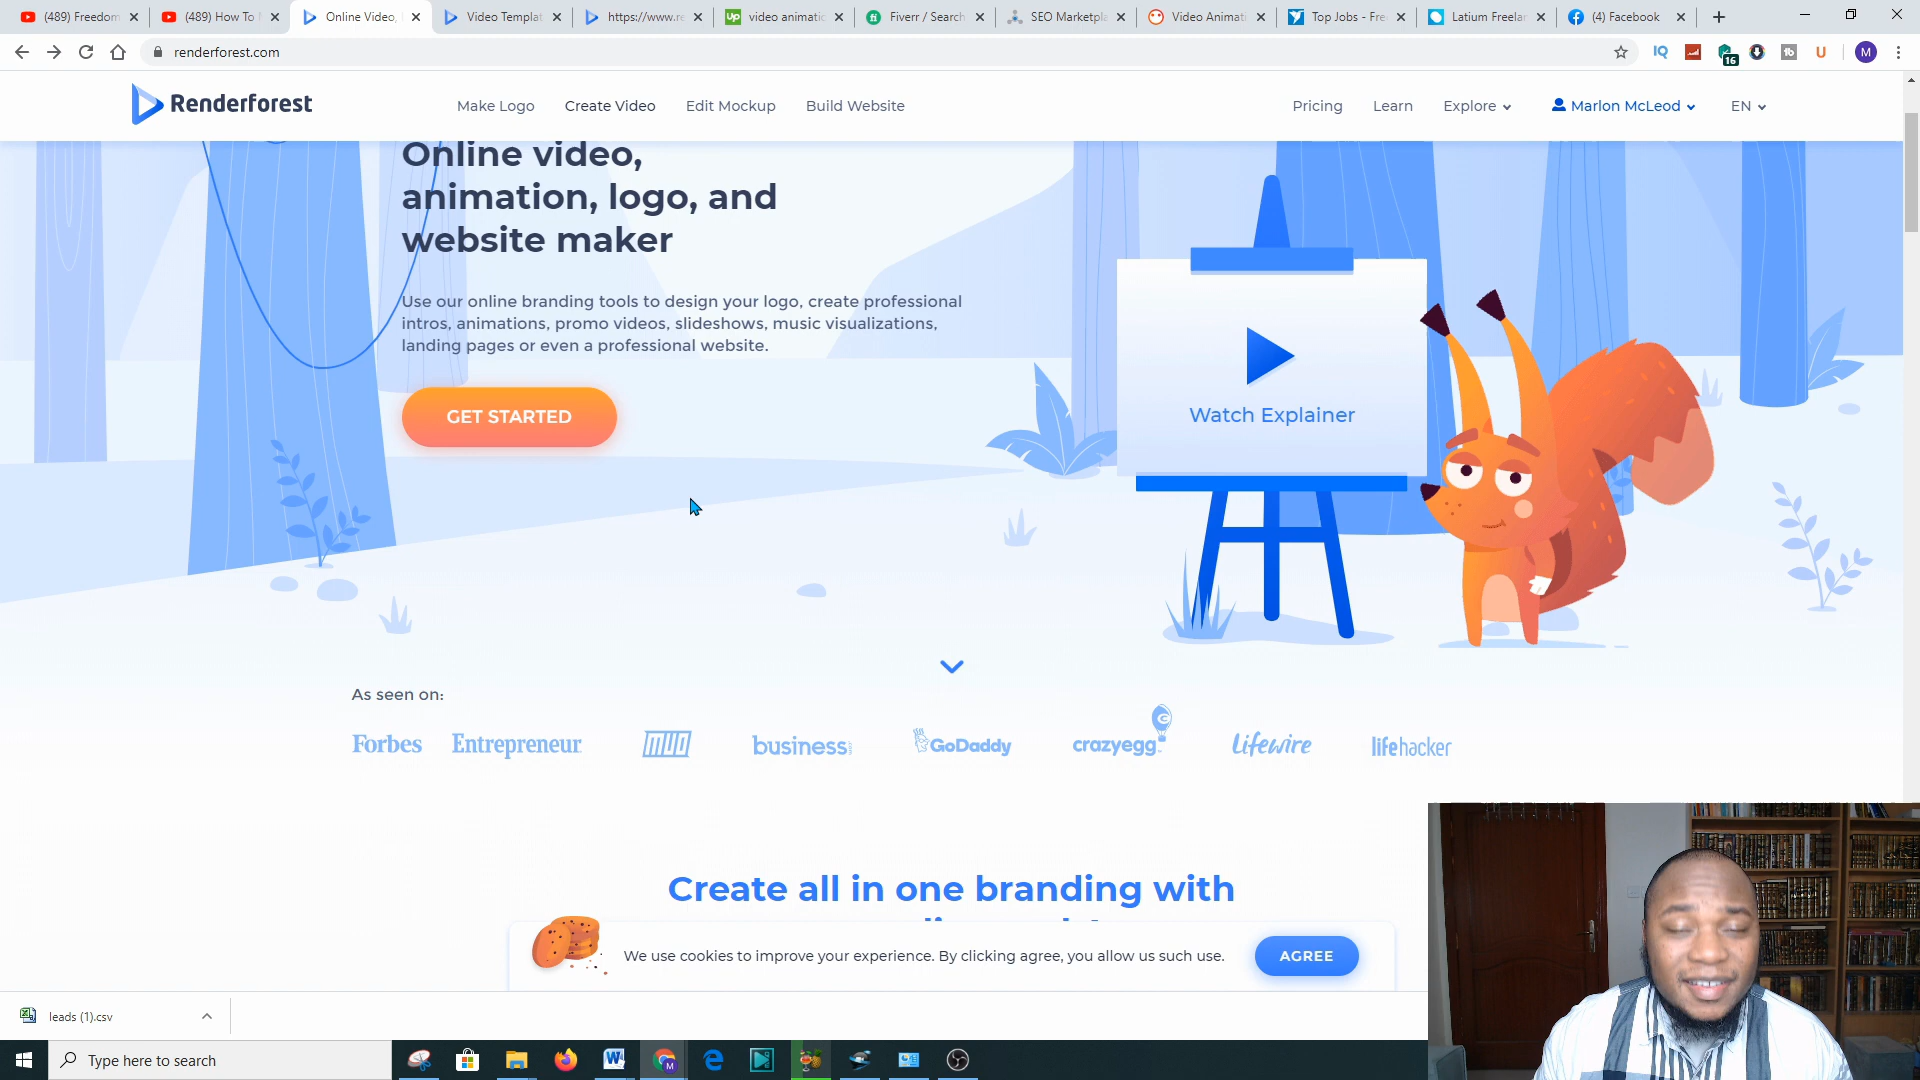 (489) Freedom
(489) How To
Online Video,
Video Templat
https://www.re
video animatic
Fiverr / Search
SEO Marketpla
Video Animati
Top Jobs - Fre
Latium Freelan
(4) Facebook
renderforest.com
IQ
16
M
Renderforest
Make Logo
Create Video
Edit Mockup
Build Website
Pricing
Learn
Explore
Marlon McLeod
EN
Online video,
animation, logo, and
website maker
Use our online branding tools to design your logo, create professional
intros, animations, promo videos, slideshows, music visualizations,
landing pages or even a professional website.
GET STARTED
Watch Explainer
As seen on:
Forbes
Entrepreneur
business
GoDaddy
crazyegg
Lifewire
lifehacker
Create all in one branding with
We use cookies to improve your experience. By clicking agree, you allow us such use.
AGREE
leads (1).csv
Type here to search